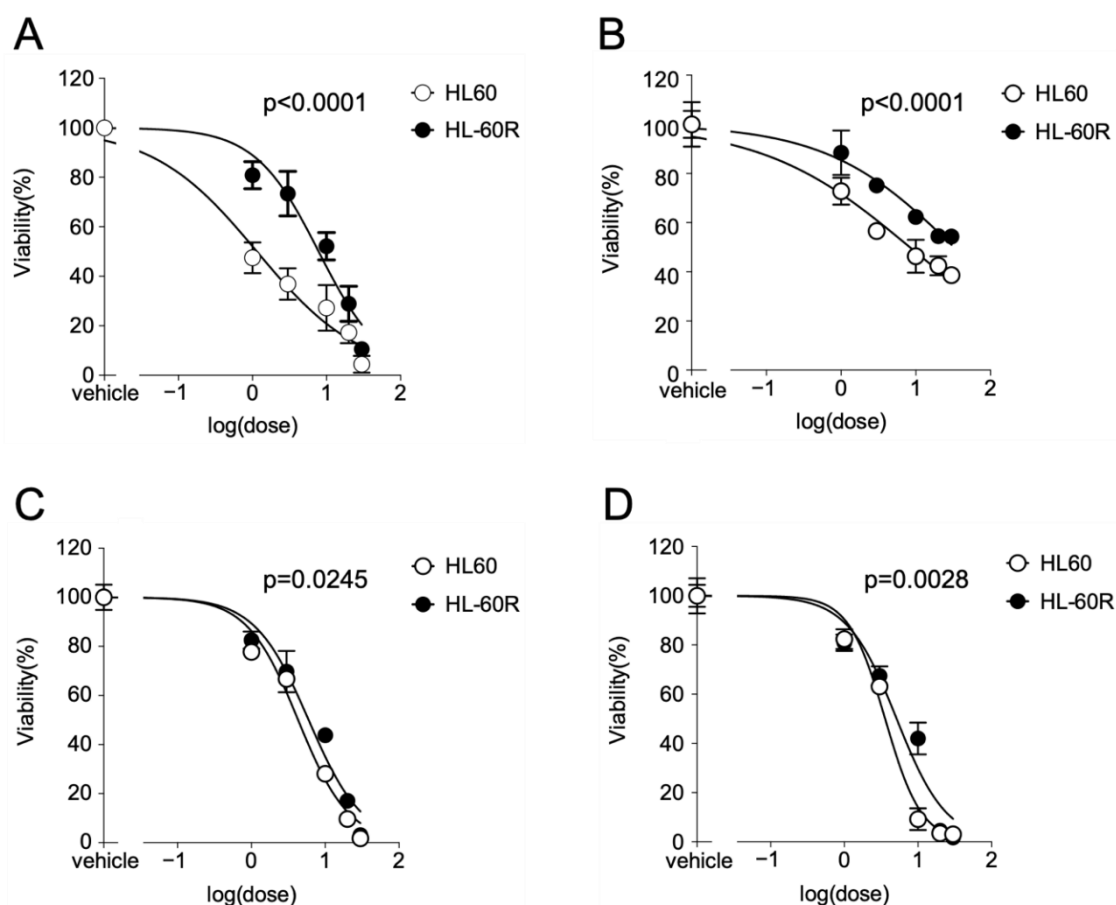 A
120
100
80
60
40
20
0
Viability(%)
vehicle
−1
0
1
2
log(dose)
p<0.0001
HL60
HL-60R
B
120
100
80
60
40
20
0
Viability(%)
vehicle
−1
0
1
2
log(dose)
p<0.0001
HL60
HL-60R
C
120
100
80
60
40
20
0
Viability(%)
vehicle
−1
0
1
2
log(dose)
p=0.0245
HL60
HL-60R
D
120
100
80
60
40
20
0
Viability(%)
vehicle
−1
0
1
2
log(dose)
p=0.0028
HL60
HL-60R